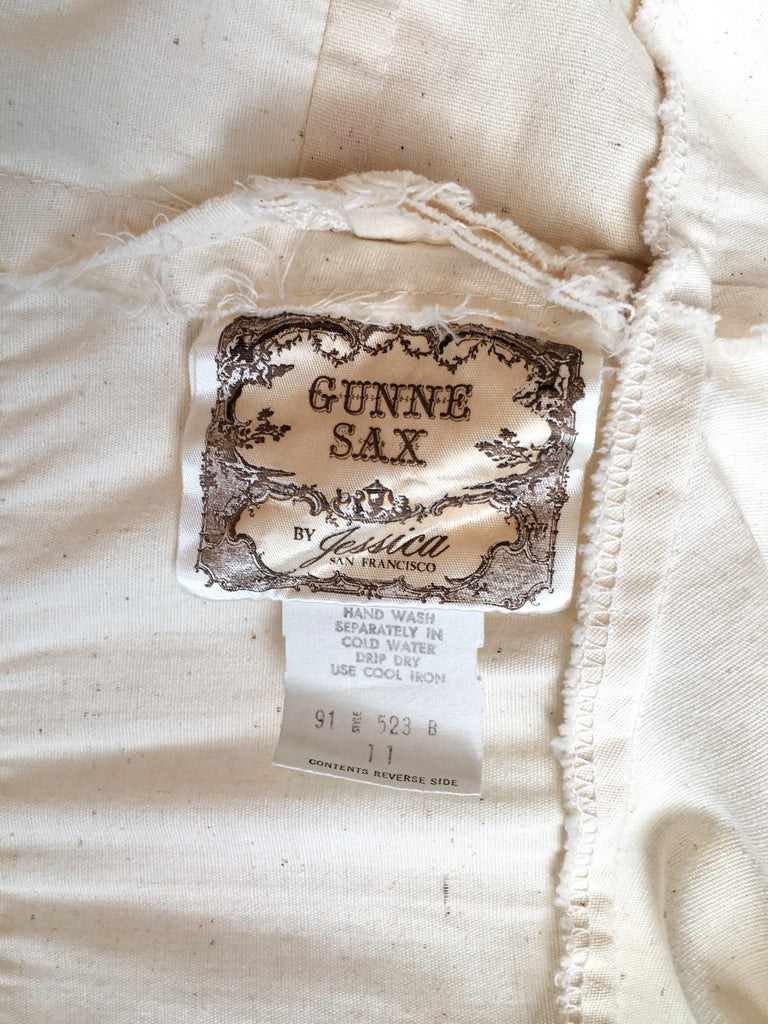 GUNNE
SAX
BY Jessica
SAN FRANCISCO
HAND WASH
SEPARATELY IN
COLD WATER
DRIP DRY
USE COOL IRON
91 STYLE 523 B
11
CONTENTS REVERSE SIDE